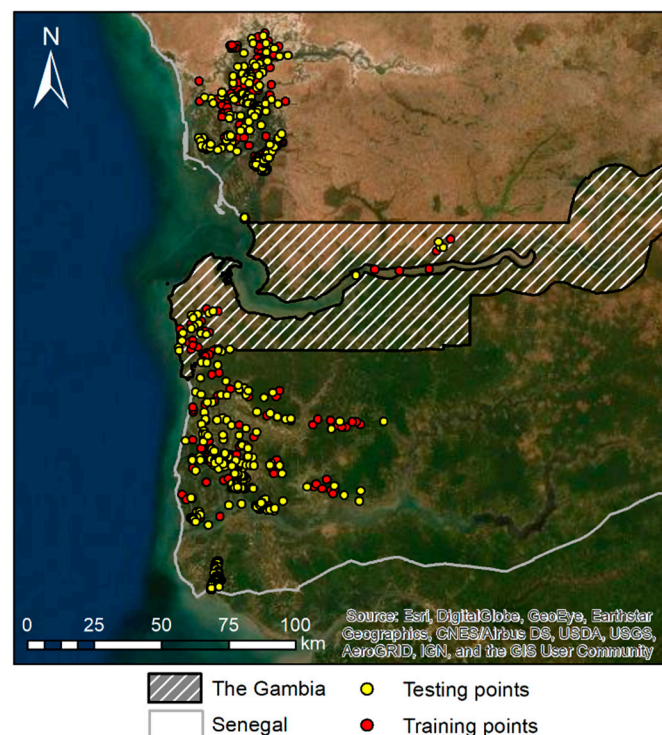 N
0 25 50 75 100
km
Source: Esri, DigitalGlobe, GeoEye, Earthstar
Geographics, CNES/Airbus DS, USDA, USGS,
AeroGRID, IGN, and the GIS User Community
The Gambia Testing points
Senegal Training points